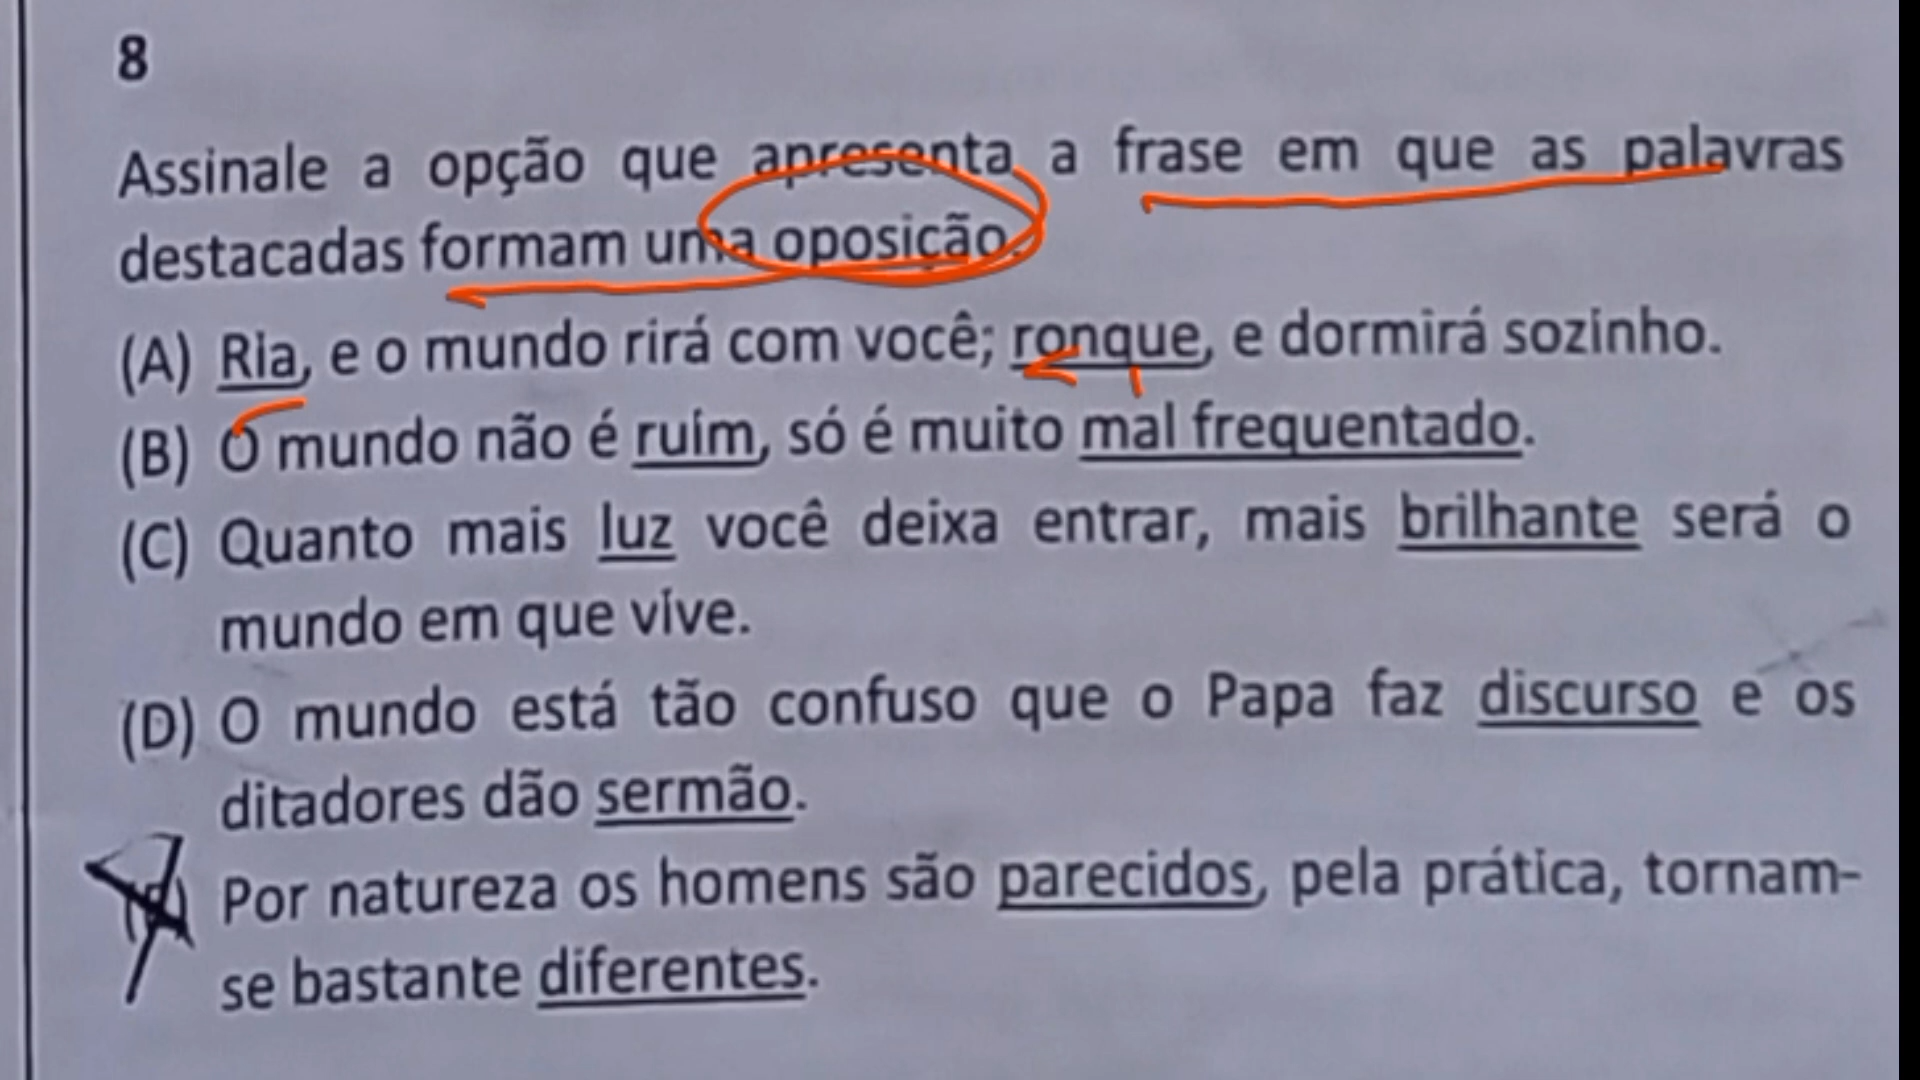 8
Assinale a opção que apresenta a frase em que as palavras
destacadas formam uma oposição.
(A) Ria, e o mundo rirá com você; ronque, e dormirá sozinho.
(B) O mundo não é ruim, só é muito mal frequentado.
(C) Quanto mais luz você deixa entrar, mais brilhante será o
mundo em que vive.
(D) O mundo está tão confuso que o Papa faz discurso e os
ditadores dão sermão.
Por natureza os homens são parecidos, pela prática, tornam-
se bastante diferentes.